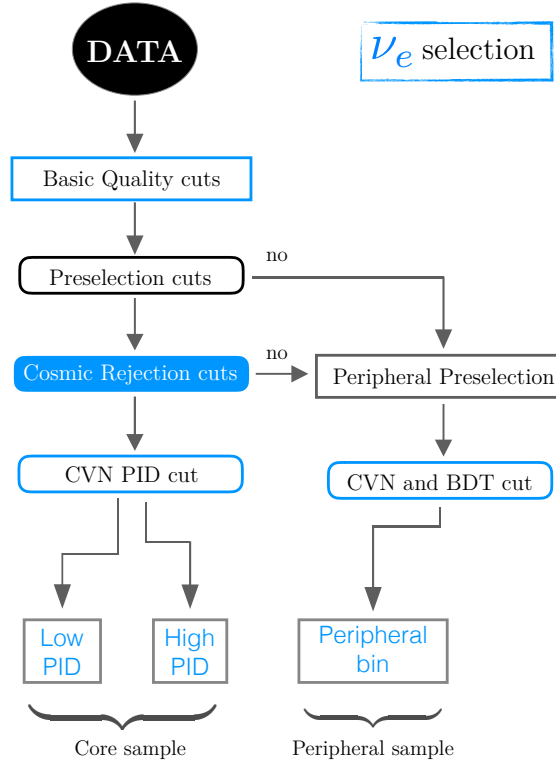 DATA
ν_e selection
Basic Quality cuts
no
Preselection cuts
no
Cosmic Rejection cuts
Peripheral Preselection
CVN PID cut
CVN and BDT cut
Low
PID
High
PID
Peripheral
bin
Core sample
Peripheral sample